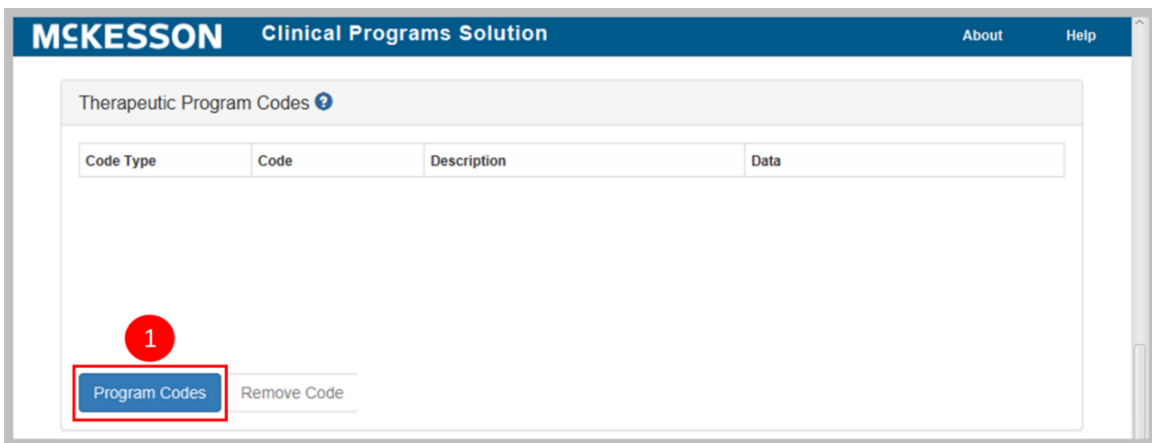 MCKESSON Clinical Programs Solution About Help
Therapeutic Program Codes ?
Code Type Code Description Data
1
Program Codes Remove Code